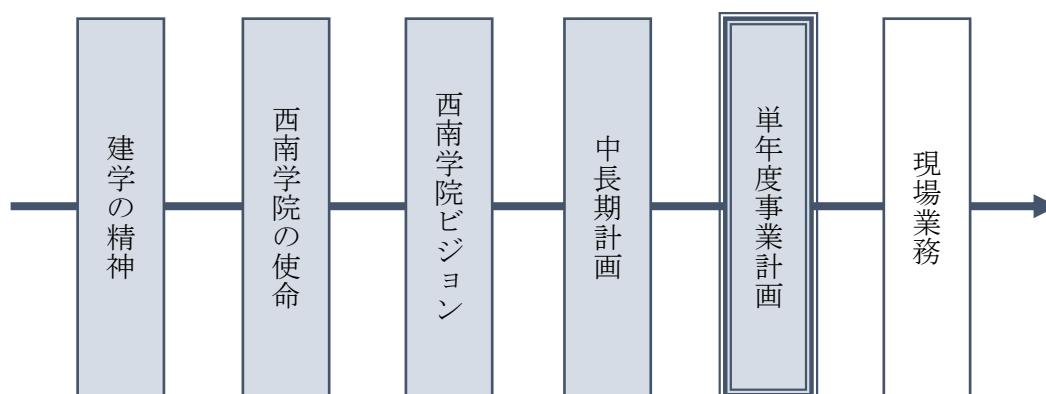 建学の精神
西南学院の使命
西南学院ビジョン
中長期計画
単年度事業計画
現場業務